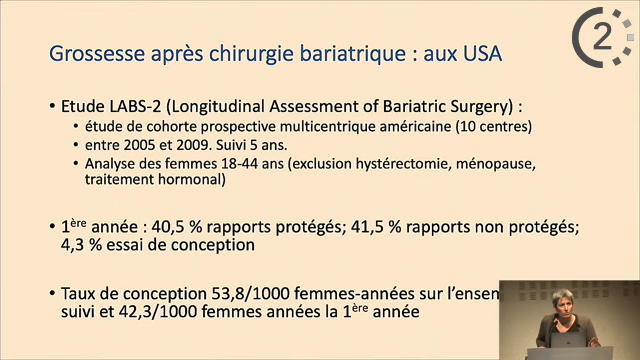 2
Grossesse après chirurgie bariatrique : aux USA
• Etude LABS-2 (Longitudinal Assessment of Bariatric Surgery) :
• étude de cohorte prospective multicentrique américaine (10 centres)
• entre 2005 et 2009. Suivi 5 ans.
• Analyse des femmes 18-44 ans (exclusion hystérectomie, ménopause,
traitement hormonal)
• 1ère année : 40,5 % rapports protégés; 41,5 % rapports non protégés;
4,3 % essai de conception
• Taux de conception 53,8/1000 femmes-années sur l'ensem
suivi et 42,3/1000 femmes années la 1ère année